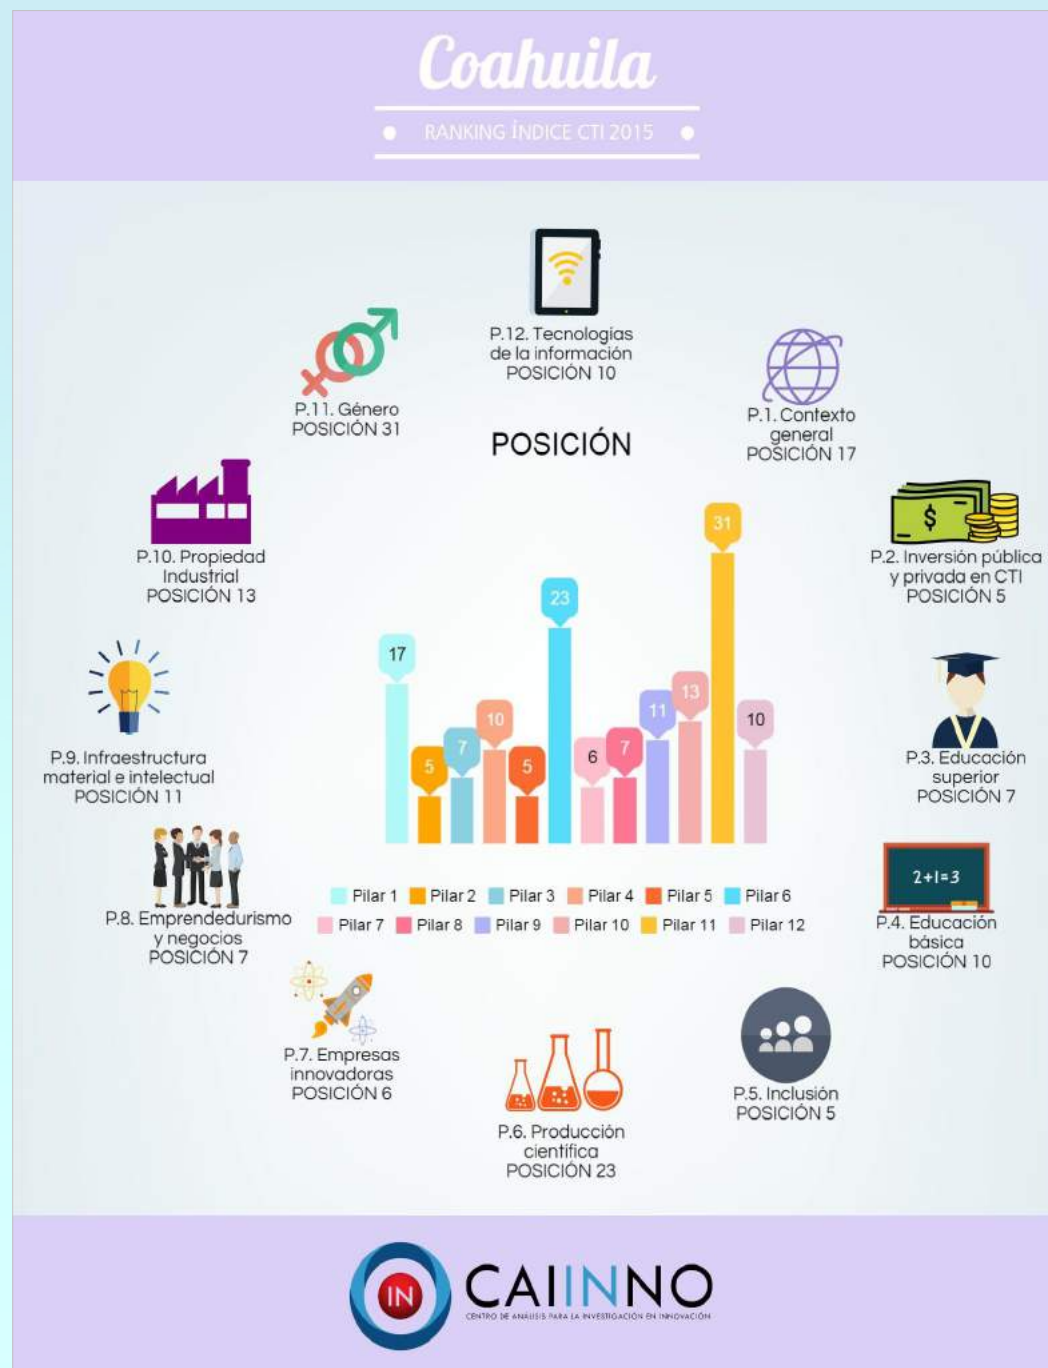 Coahuila
RANKING ÍNDICE CTI 2015
P.12. Tecnologías
de la información
POSICIÓN 10
P.11. Género
POSICIÓN 31
P.1. Contexto
general
POSICIÓN 17
POSICIÓN
P.10. Propiedad
Industrial
POSICIÓN 13
$
P.2. Inversión pública
y privada en CTI
POSICIÓN 5
17
5
7
10
5
23
6
7
11
13
31
10
P.9. Infraestructura
material e intelectual
POSICIÓN 11
P.3. Educación
superior
POSICIÓN 7
Pilar 1 Pilar 2 Pilar 3 Pilar 4 Pilar 5 Pilar 6
Pilar 7 Pilar 8 Pilar 9 Pilar 10 Pilar 11 Pilar 12
P.8. Emprendedurismo
y negocios
POSICIÓN 7
2+1=3
P.4. Educación
básica
POSICIÓN 10
P.7. Empresas
innovadoras
POSICIÓN 6
P.6. Producción
científica
POSICIÓN 23
P.5. Inclusión
POSICIÓN 5
IN
CAIINNO
CENTRO DE ANÁLISIS PARA LA INVESTIGACIÓN EN INNOVACIÓN